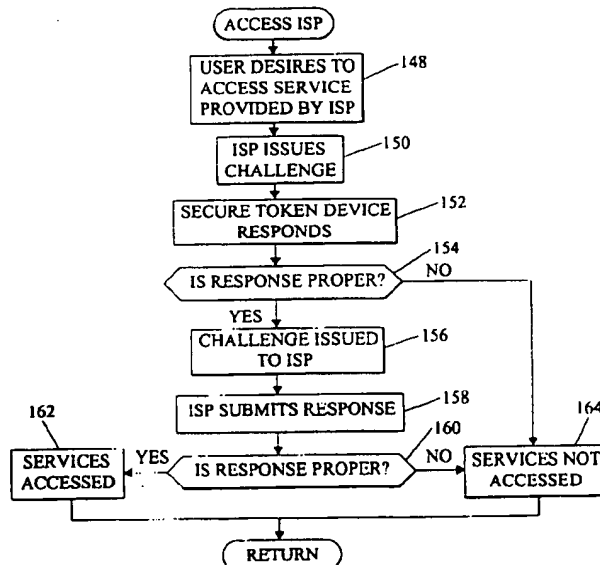 ACCESS ISP
USER DESIRES TO
ACCESS SERVICE
PROVIDED BY ISP
148
ISP ISSUES
CHALLENGE
150
SECURE TOKEN DEVICE
RESPONDS
152
IS RESPONSE PROPER?
154
NO
YES
CHALLENGE ISSUED
TO ISP
156
ISP SUBMITS RESPONSE
158
162
SERVICES
ACCESSED
YES
IS RESPONSE PROPER?
160
NO
164
SERVICES NOT
ACCESSED
RETURN